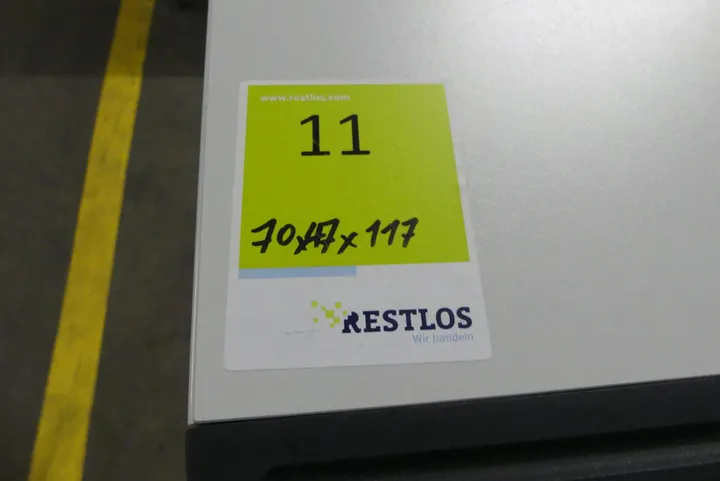 www.restlos.com
11
70x47x117
RESTLOS
Wir handeln